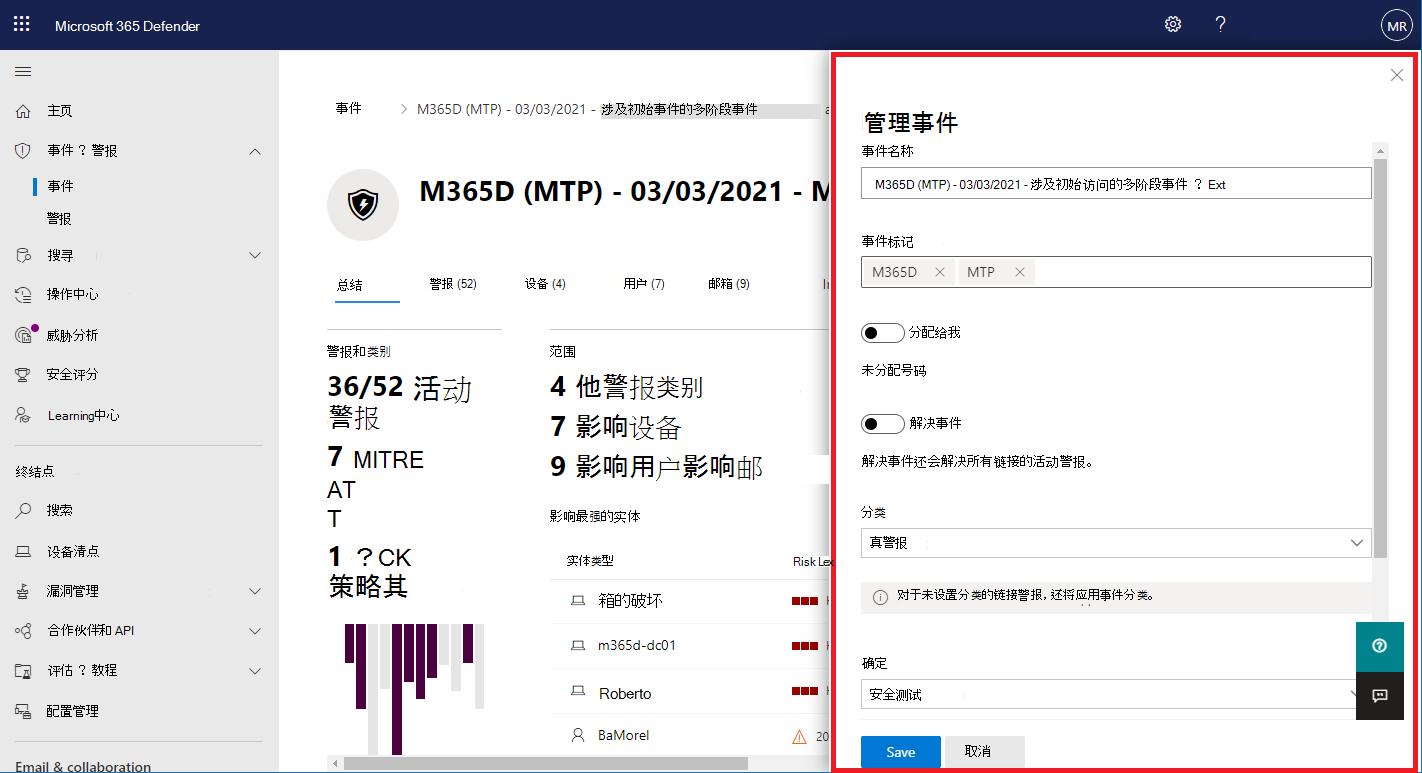 Microsoft 365 Defender
MR
主页
事件 ? 警报
事件
警报
搜寻
操作中心
威胁分析
安全评分
Learning中心
终结点
搜索
设备清点
漏洞管理
合作伙伴和 API
评估 ? 教程
配置管理
Email & collaboration
事件 > M365D (MTP) - 03/03/2021 - 涉及初始事件的多阶段事件
M365D (MTP) - 03/03/2021 - M
总结 警报 (52) 设备 (4) 用户 (7) 邮箱 (9)
警报和类别
36/52 活动
警报
7 MITRE
AT
T
1 ?CK
策略其
范围
4 他警报类别
7 影响设备
9 影响用户影响邮
影响最强的实体
实体类型 Risk Lex
箱的破坏
m365d-dc01
Roberto
BaMorel 20
管理事件
事件名称
M365D (MTP) - 03/03/2021 - 涉及初始访问的多阶段事件 ? Ext
事件标记
M365D MTP
分配给我
未分配号码
解决事件
解决事件还会解决所有链接的活动警报。
分类
真警报
对于未设置分类的链接警报,还将应用事件分类。
确定
安全测试
Save 取消